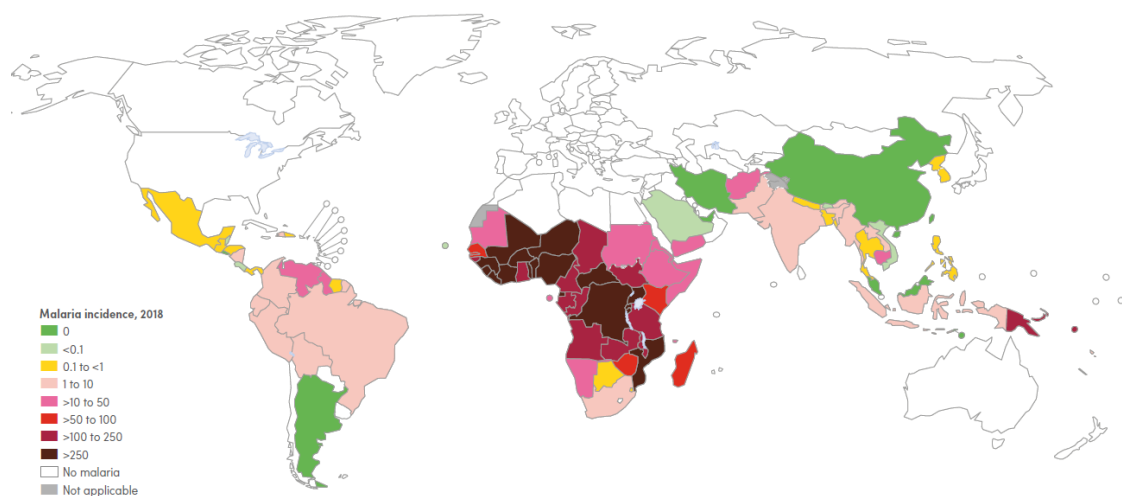 Malaria incidence, 2018
0
<0.1
0.1 to <1
1 to 10
>10 to 50
>50 to 100
>100 to 250
>250
No malaria
Not applicable